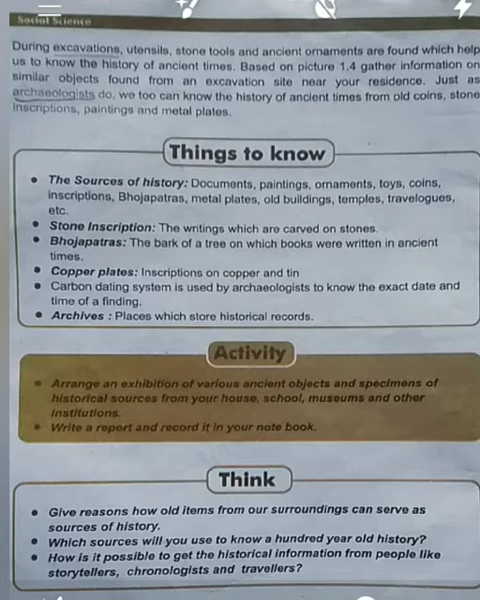 Social Science
During excavations, utensils, stone tools and ancient ornaments are found which help
us to know the history of ancient times. Based on picture 1.4 gather information on
similar objects found from an excavation site near your residence. Just as
archaeologists do, we too can know the history of ancient times from old coins, stone
inscriptions, paintings and metal plates.
Things to know
• The Sources of history: Documents, paintings, ornaments, toys, coins,
inscriptions, Bhojapatras, metal plates, old buildings, temples, travelogues,
etc.
• Stone Inscription: The writings which are carved on stones.
• Bhojapatras: The bark of a tree on which books were written in ancient
times.
• Copper plates: Inscriptions on copper and tin
• Carbon dating system is used by archaeologists to know the exact date and
time of a finding.
• Archives : Places which store historical records.
Activity
• Arrange an exhibition of various ancient objects and specimens of
historical sources from your house, school, museums and other
institutions.
• Write a report and record it in your note book.
Think
• Give reasons how old items from our surroundings can serve as
sources of history.
• Which sources will you use to know a hundred year old history?
• How is it possible to get the historical information from people like
storytellers, chronologists and travellers?